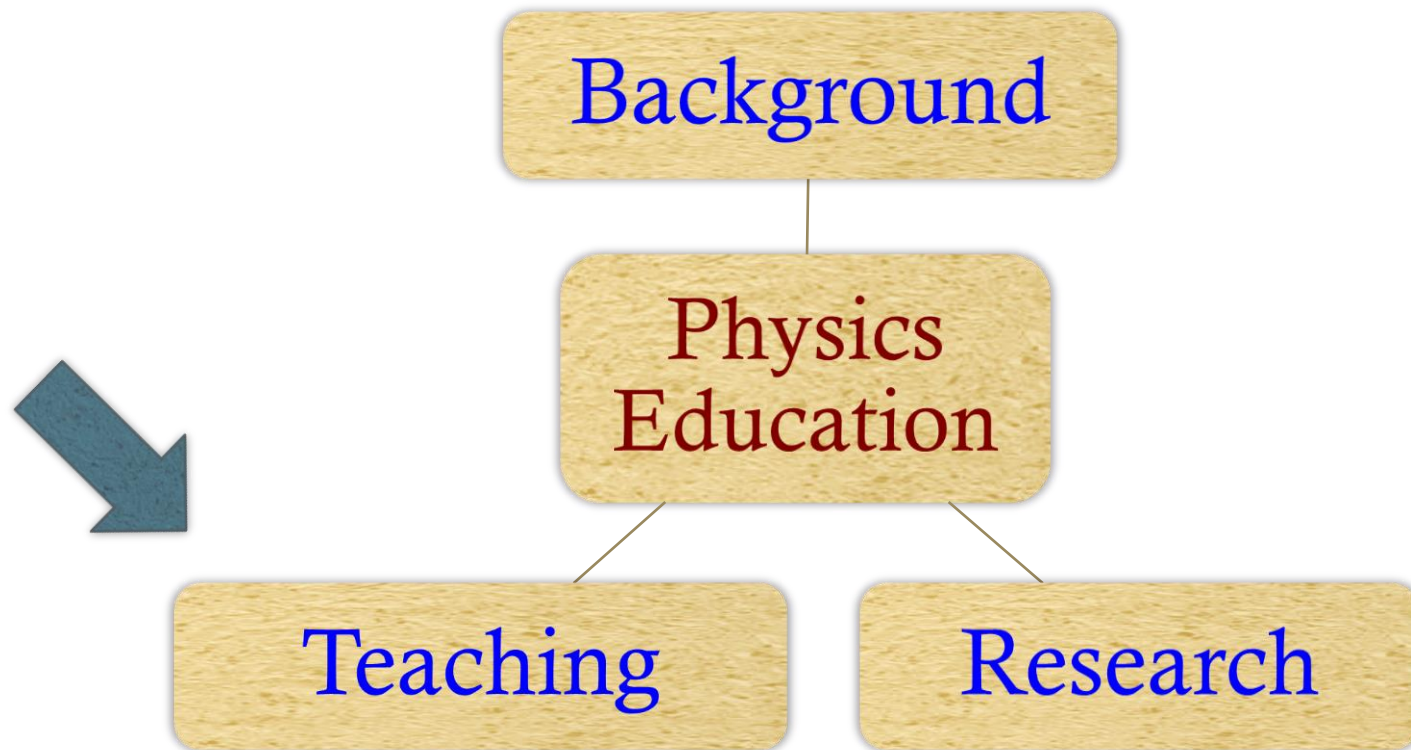 Background
Physics
Education
Teaching
Research